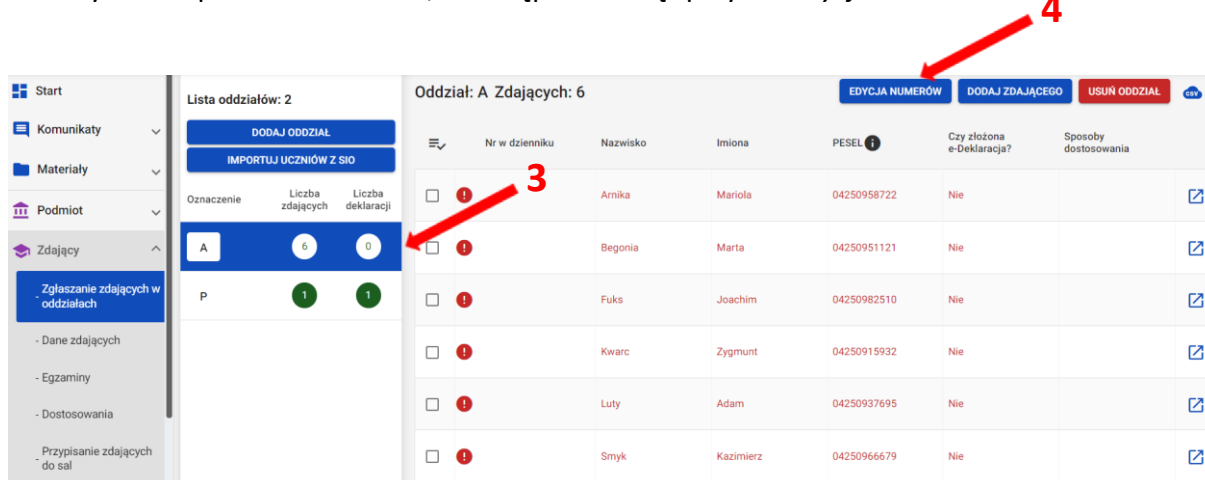 4
Start
Komunikaty
Materiały
Podmiot
Zdający
Zgłaszanie zdających w
oddziałach
- Dane zdających
- Egzaminy
- Dostosowania
- Przypisanie zdających
do sal
Lista oddziałów: 2
DODAJ ODDZIAŁ
IMPORTUJ UCZNIÓW Z SIO
Oznaczenie Liczba zdających Liczba deklaracji
A 6 0
P 1 1
3
Oddział: A Zdających: 6
EDYCJA NUMERÓW DODAJ ZDAJĄCEGO USUŃ ODDZIAŁ CSV
Nr w dzienniku Nazwisko Imiona PESEL Czy złożona e-Deklaracja? Sposoby dostosowania
Arnika Mariola 04250958722 Nie
Begonia Marta 04250951121 Nie
Fuks Joachim 04250982510 Nie
Kwarc Zygmunt 04250915932 Nie
Luty Adam 04250937695 Nie
Smyk Kazimierz 04250966679 Nie